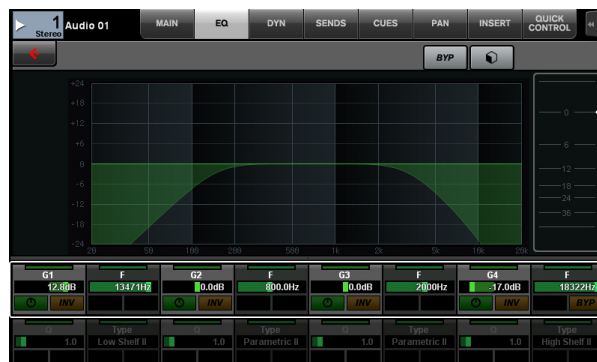 1 Audio 01 MAIN EQ DYN SENDS CUES PAN INSERT QUICK CONTROL
Stereo
BYP
+24
+18
+12
+6
0
-6
-12
-18
-24
20 50 100 200 500 1k 2k 5k 10k 20k
0
6
12
18
24
36
G1 F G2 F G3 F G4 F
12.8dB 13471Hz 0.0dB 800.0Hz 0.0dB 2000Hz -17.0dB 18322Hz
INV INV INV INV BYP
Q Type Q Type Q Type Q Type
1.0 Low Shelf II 1.0 Parametric II 1.0 Parametric II 1.0 High Shelf II